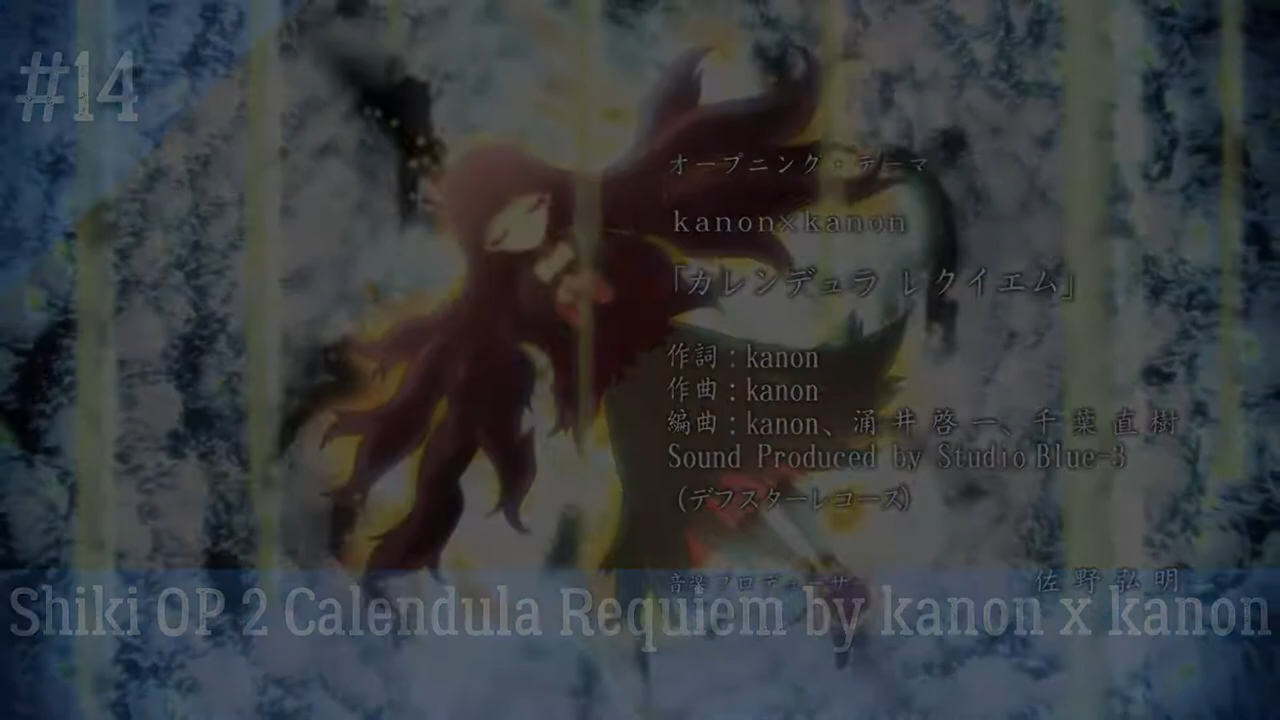 #14
オープニング・テーマ
kanon×kanon
「カレンデュラ レクイエム」
作詞：kanon
作曲：kanon
編曲：kanon、涌井啓一、千葉直樹
Sound Produced by Studio Blue-3
（デフスターレコーズ）
音楽プロデューサー 佐野弘明
Shiki OP 2 Calendula Requiem by kanon x kanon